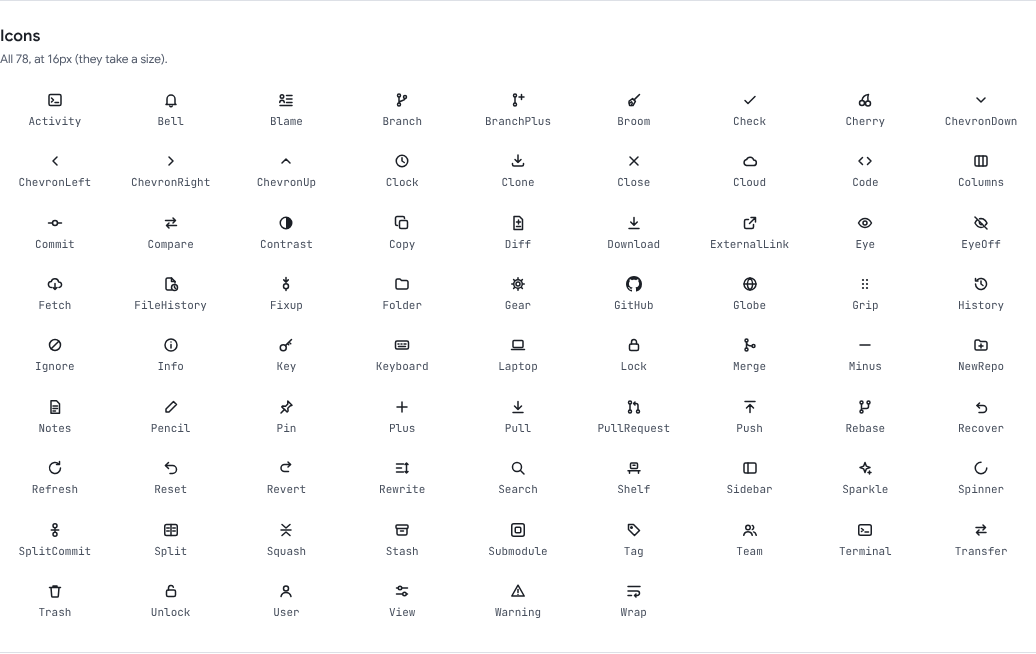 Icons
All 78, at 16px (they take a size).
Activity Bell Blame Branch BranchPlus Broom Check Cherry ChevronDown
ChevronLeft ChevronRight ChevronUp Clock Clone Close Cloud Code Columns
Commit Compare Contrast Copy Diff Download ExternalLink Eye EyeOff
Fetch FileHistory Fixup Folder Gear GitHub Globe Grip History
Ignore Info Key Keyboard Laptop Lock Merge Minus NewRepo
Notes Pencil Pin Plus Pull PullRequest Push Rebase Recover
Refresh Reset Revert Rewrite Search Shelf Sidebar Sparkle Spinner
SplitCommit Split Squash Stash Submodule Tag Team Terminal Transfer
Trash Unlock User View Warning Wrap